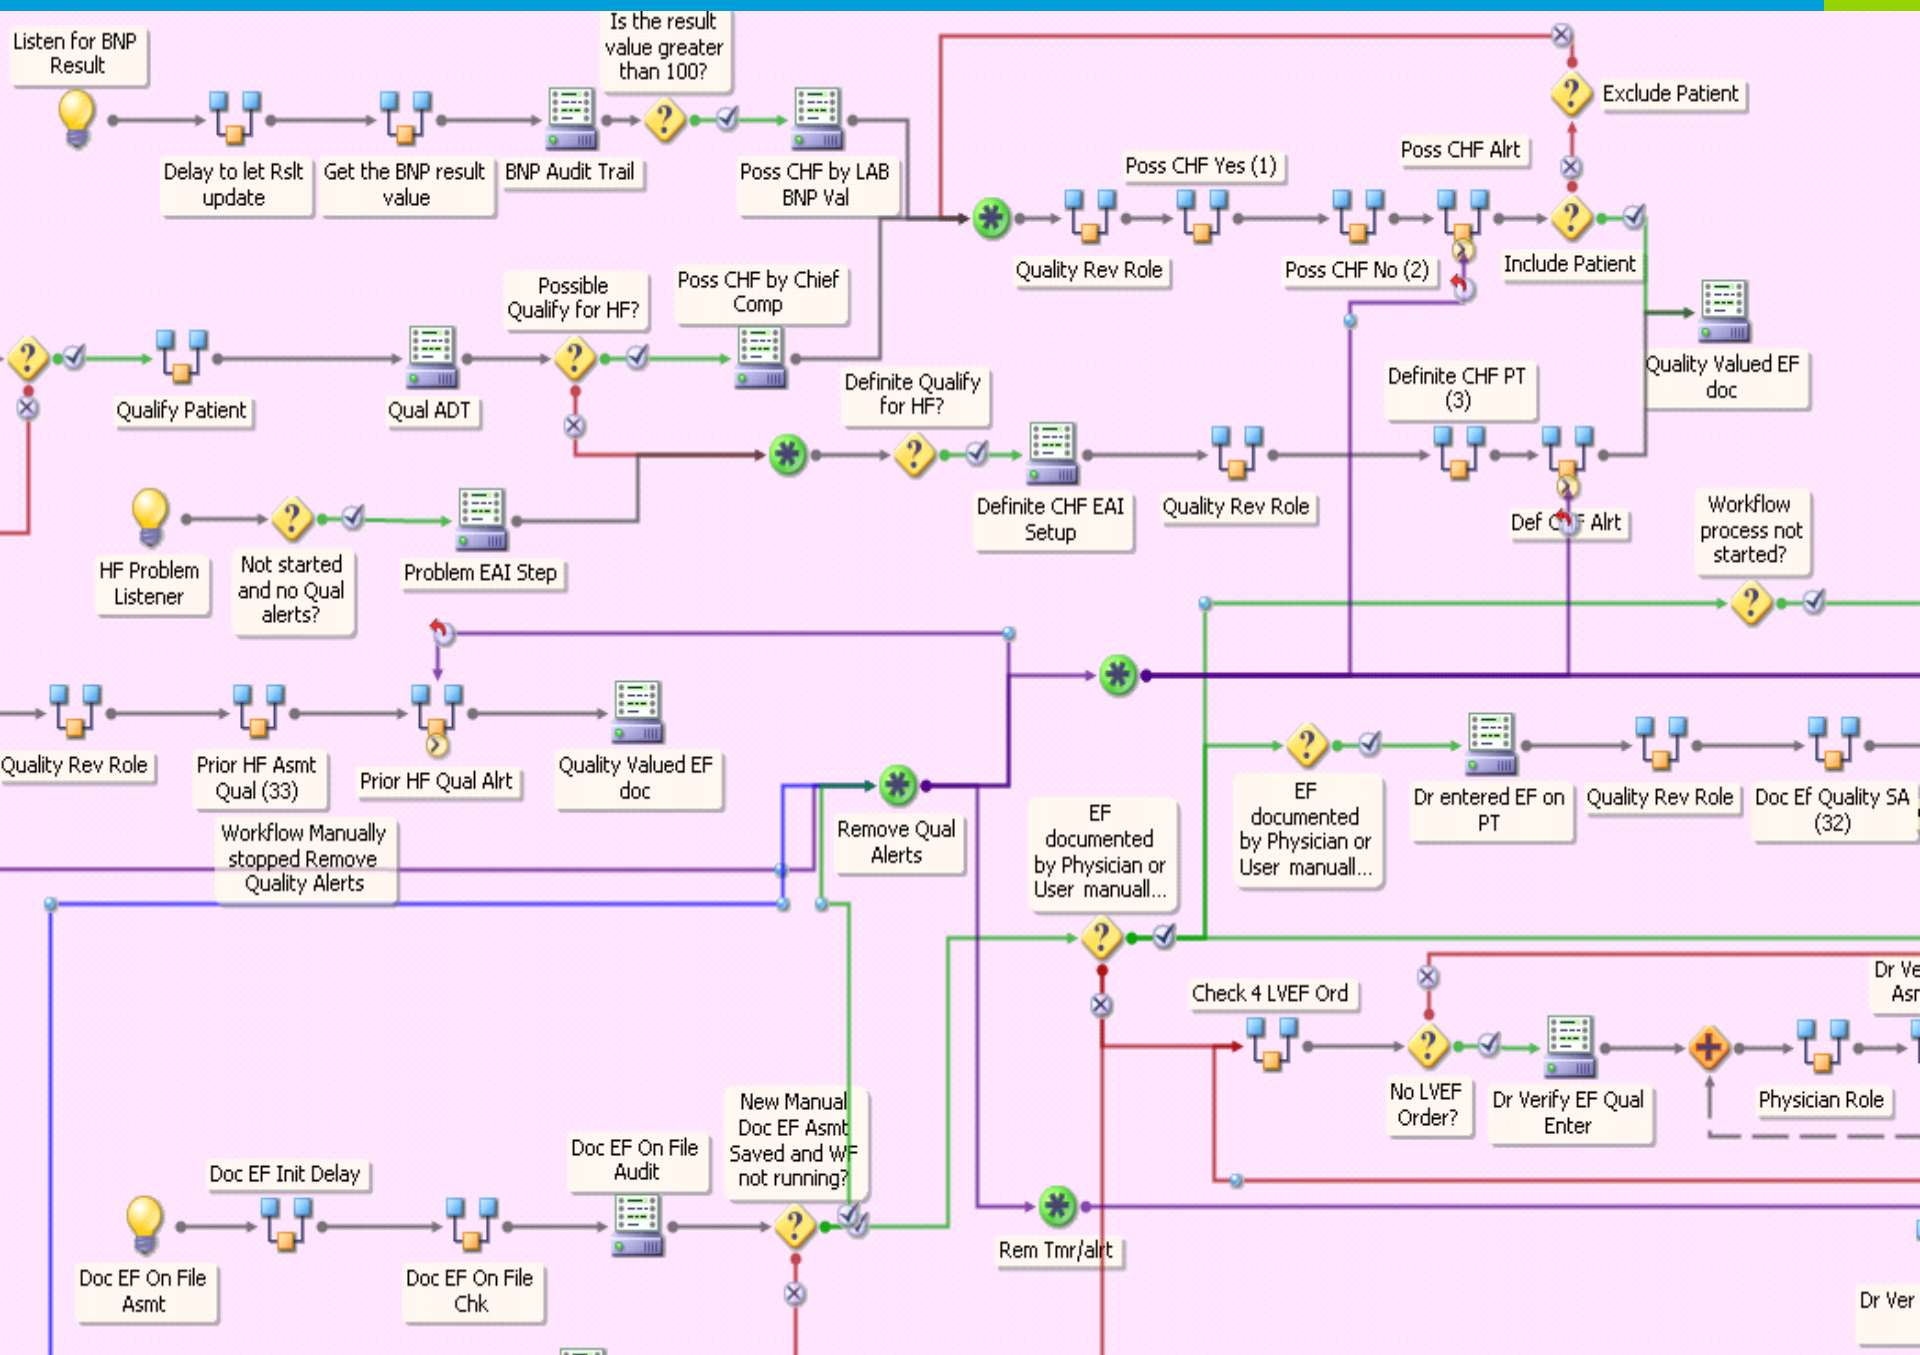 Listen for BNP
Result
Is the result
value greater
than 100?
Exclude Patient
Delay to let Rslt
update
Get the BNP result
value
BNP Audit Trail
Poss CHF by LAB
BNP Val
Poss CHF Yes (1)
Poss CHF Alrt
Quality Rev Role
Poss CHF No (2)
Include Patient
Possible
Qualify for HF?
Poss CHF by Chief
Comp
Quality Valued EF
doc
Qualify Patient
Qual ADT
Definite Qualify
for HF?
Definite CHF PT
(3)
Definite CHF EAI
Setup
Quality Rev Role
Def CHF Alrt
Workflow
process not
started?
HF Problem
Listener
Not started
and no Qual
alerts?
Problem EAI Step
Quality Rev Role
Prior HF Asmt
Qual (33)
Prior HF Qual Alrt
Quality Valued EF
doc
Workflow Manually
stopped Remove
Quality Alerts
Remove Qual
Alerts
EF
documented
by Physician or
User manuall...
EF
documented
by Physician or
User manuall...
Dr entered EF on
PT
Quality Rev Role
Doc Ef Quality SA
(32)
Check 4 LVEF Ord
Dr Ve
No LVEF
Order?
Dr Verify EF Qual
Enter
Physician Role
New Manual
Doc EF Asmt
Saved and WF
not running?
Doc EF On File
Audit
Doc EF Init Delay
Doc EF On File
Asmt
Doc EF On File
Chk
Rem Tmr/alrt
Dr Ver